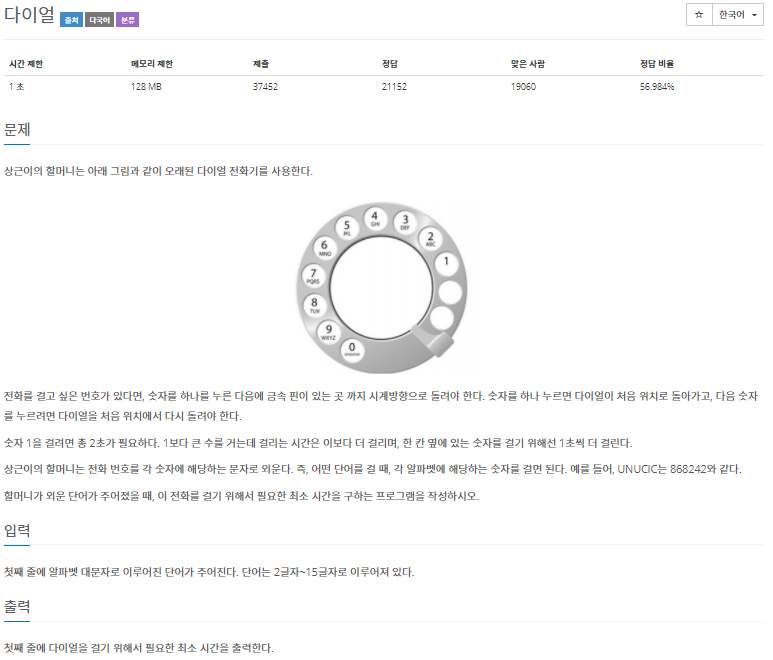 다이얼 출처 다국어 분류
☆ 한국어
시간 제한 메모리 제한 제출 정답 맞은 사람 정답 비율
1 초 128 MB 37452 21152 19060 56.984%
문제
상근이의 할머니는 아래 그림과 같이 오래된 다이얼 전화기를 사용한다.
4 GHI
5 JKL
3 DEF
6 MNO
2 ABC
7 PQRS
1
8 TUV
9 WXYZ
0
전화를 걸고 싶은 번호가 있다면, 숫자를 하나를 누른 다음에 금속 핀이 있는 곳 까지 시계방향으로 돌려야 한다. 숫자를 하나 누르면 다이얼이 처음 위치로 돌아가고, 다음 숫자
를 누르려면 다이얼을 처음 위치에서 다시 돌려야 한다.
숫자 1을 걸려면 총 2초가 필요하다. 1보다 큰 수를 거는데 걸리는 시간은 이보다 더 걸리며, 한 칸 옆에 있는 숫자를 걸기 위해선 1초씩 더 걸린다.
상근이의 할머니는 전화 번호를 각 숫자에 해당하는 문자로 외운다. 즉, 어떤 단어를 걸 때, 각 알파벳에 해당하는 숫자를 걸면 된다. 예를 들어, UNUCIC는 868242와 같다.
할머니가 외운 단어가 주어졌을 때, 이 전화를 걸기 위해서 필요한 최소 시간을 구하는 프로그램을 작성하시오.
입력
첫째 줄에 알파벳 대문자로 이루어진 단어가 주어진다. 단어는 2글자~15글자로 이루어져 있다.
출력
첫째 줄에 다이얼을 걸기 위해서 필요한 최소 시간을 출력한다.